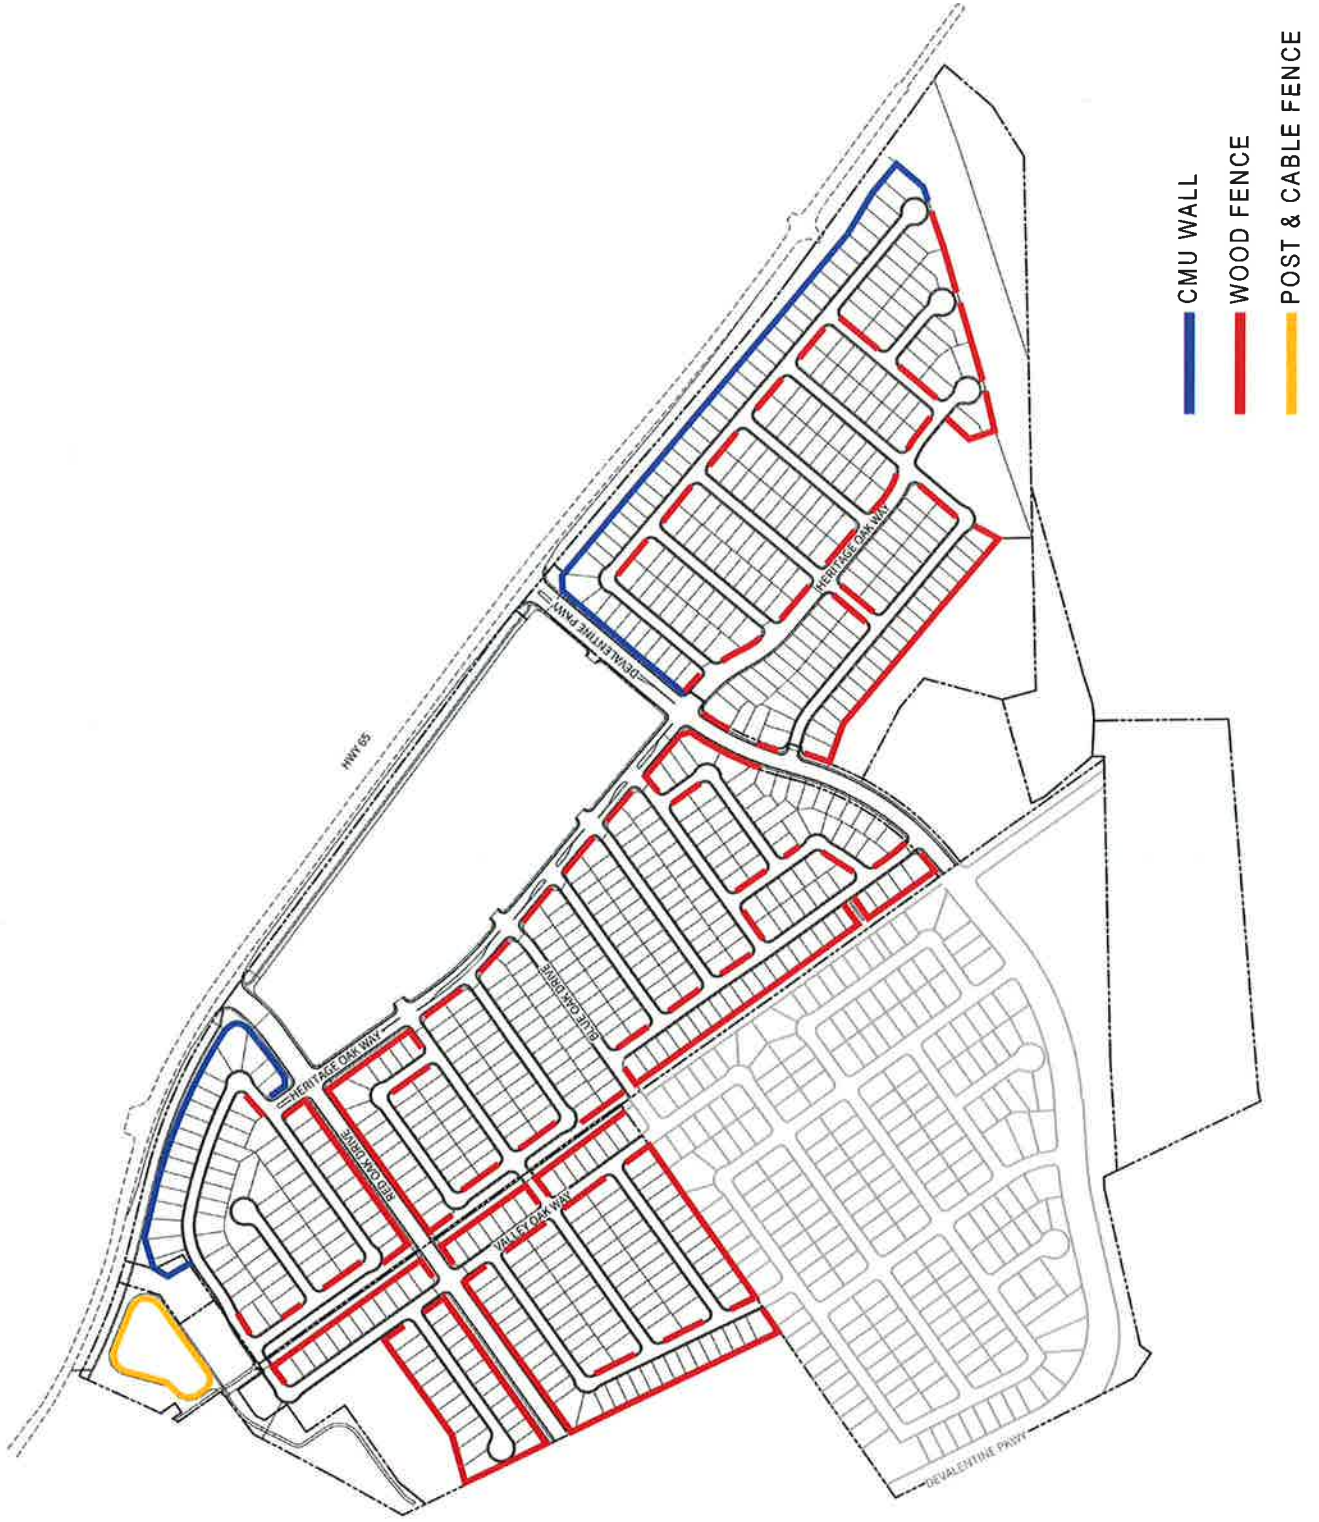 HWY 65
DEVALENTINE PKWY
HERITAGE OAK WAY
BLUE OAK DRIVE
HERITAGE OAK WAY
RED OAK DRIVE
VALLEY OAK WAY
DEVALENTINE PKWY
CMU WALL
WOOD FENCE
POST & CABLE FENCE